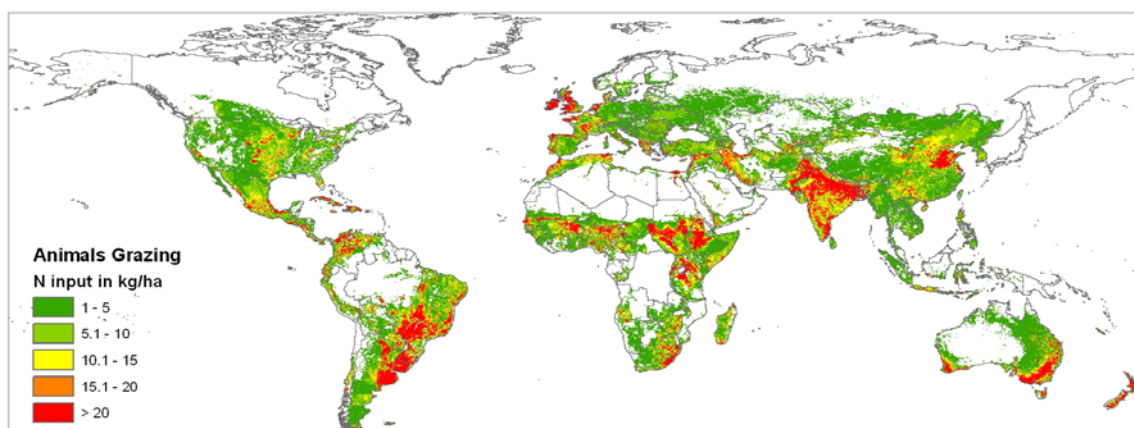 Animals Grazing
N input in kg/ha
1 - 5
5.1 - 10
10.1 - 15
15.1 - 20
> 20